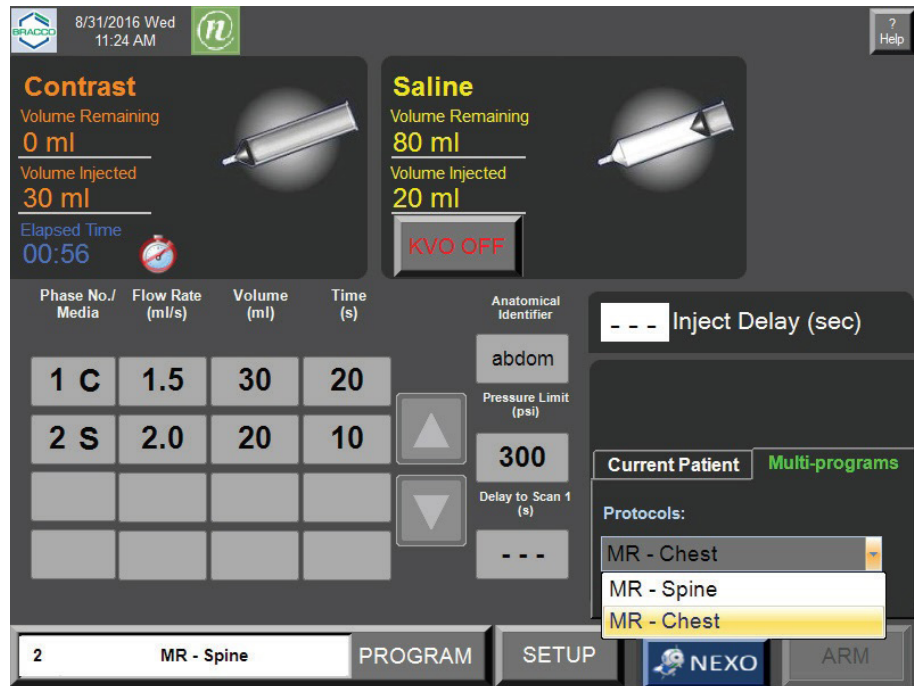 BRACCO
8/31/2016 Wed
11:24 AM
n
?
Help
Contrast
Volume Remaining
0 ml
Volume Injected
30 ml
Elapsed Time
00:56
Saline
Volume Remaining
80 ml
Volume Injected
20 ml
KVO OFF
Phase No./ Flow Rate Volume Time
Media (ml/s) (ml) (s)
1 C 1.5 30 20
2 S 2.0 20 10
Anatomical
Identifier
abdom
Pressure Limit
(psi)
300
Delay to Scan 1
(s)
- - -
- - - Inject Delay (sec)
Current Patient Multi-programs
Protocols:
MR - Chest
MR - Spine
MR - Chest
2 MR - Spine PROGRAM SETUP NEXO ARM